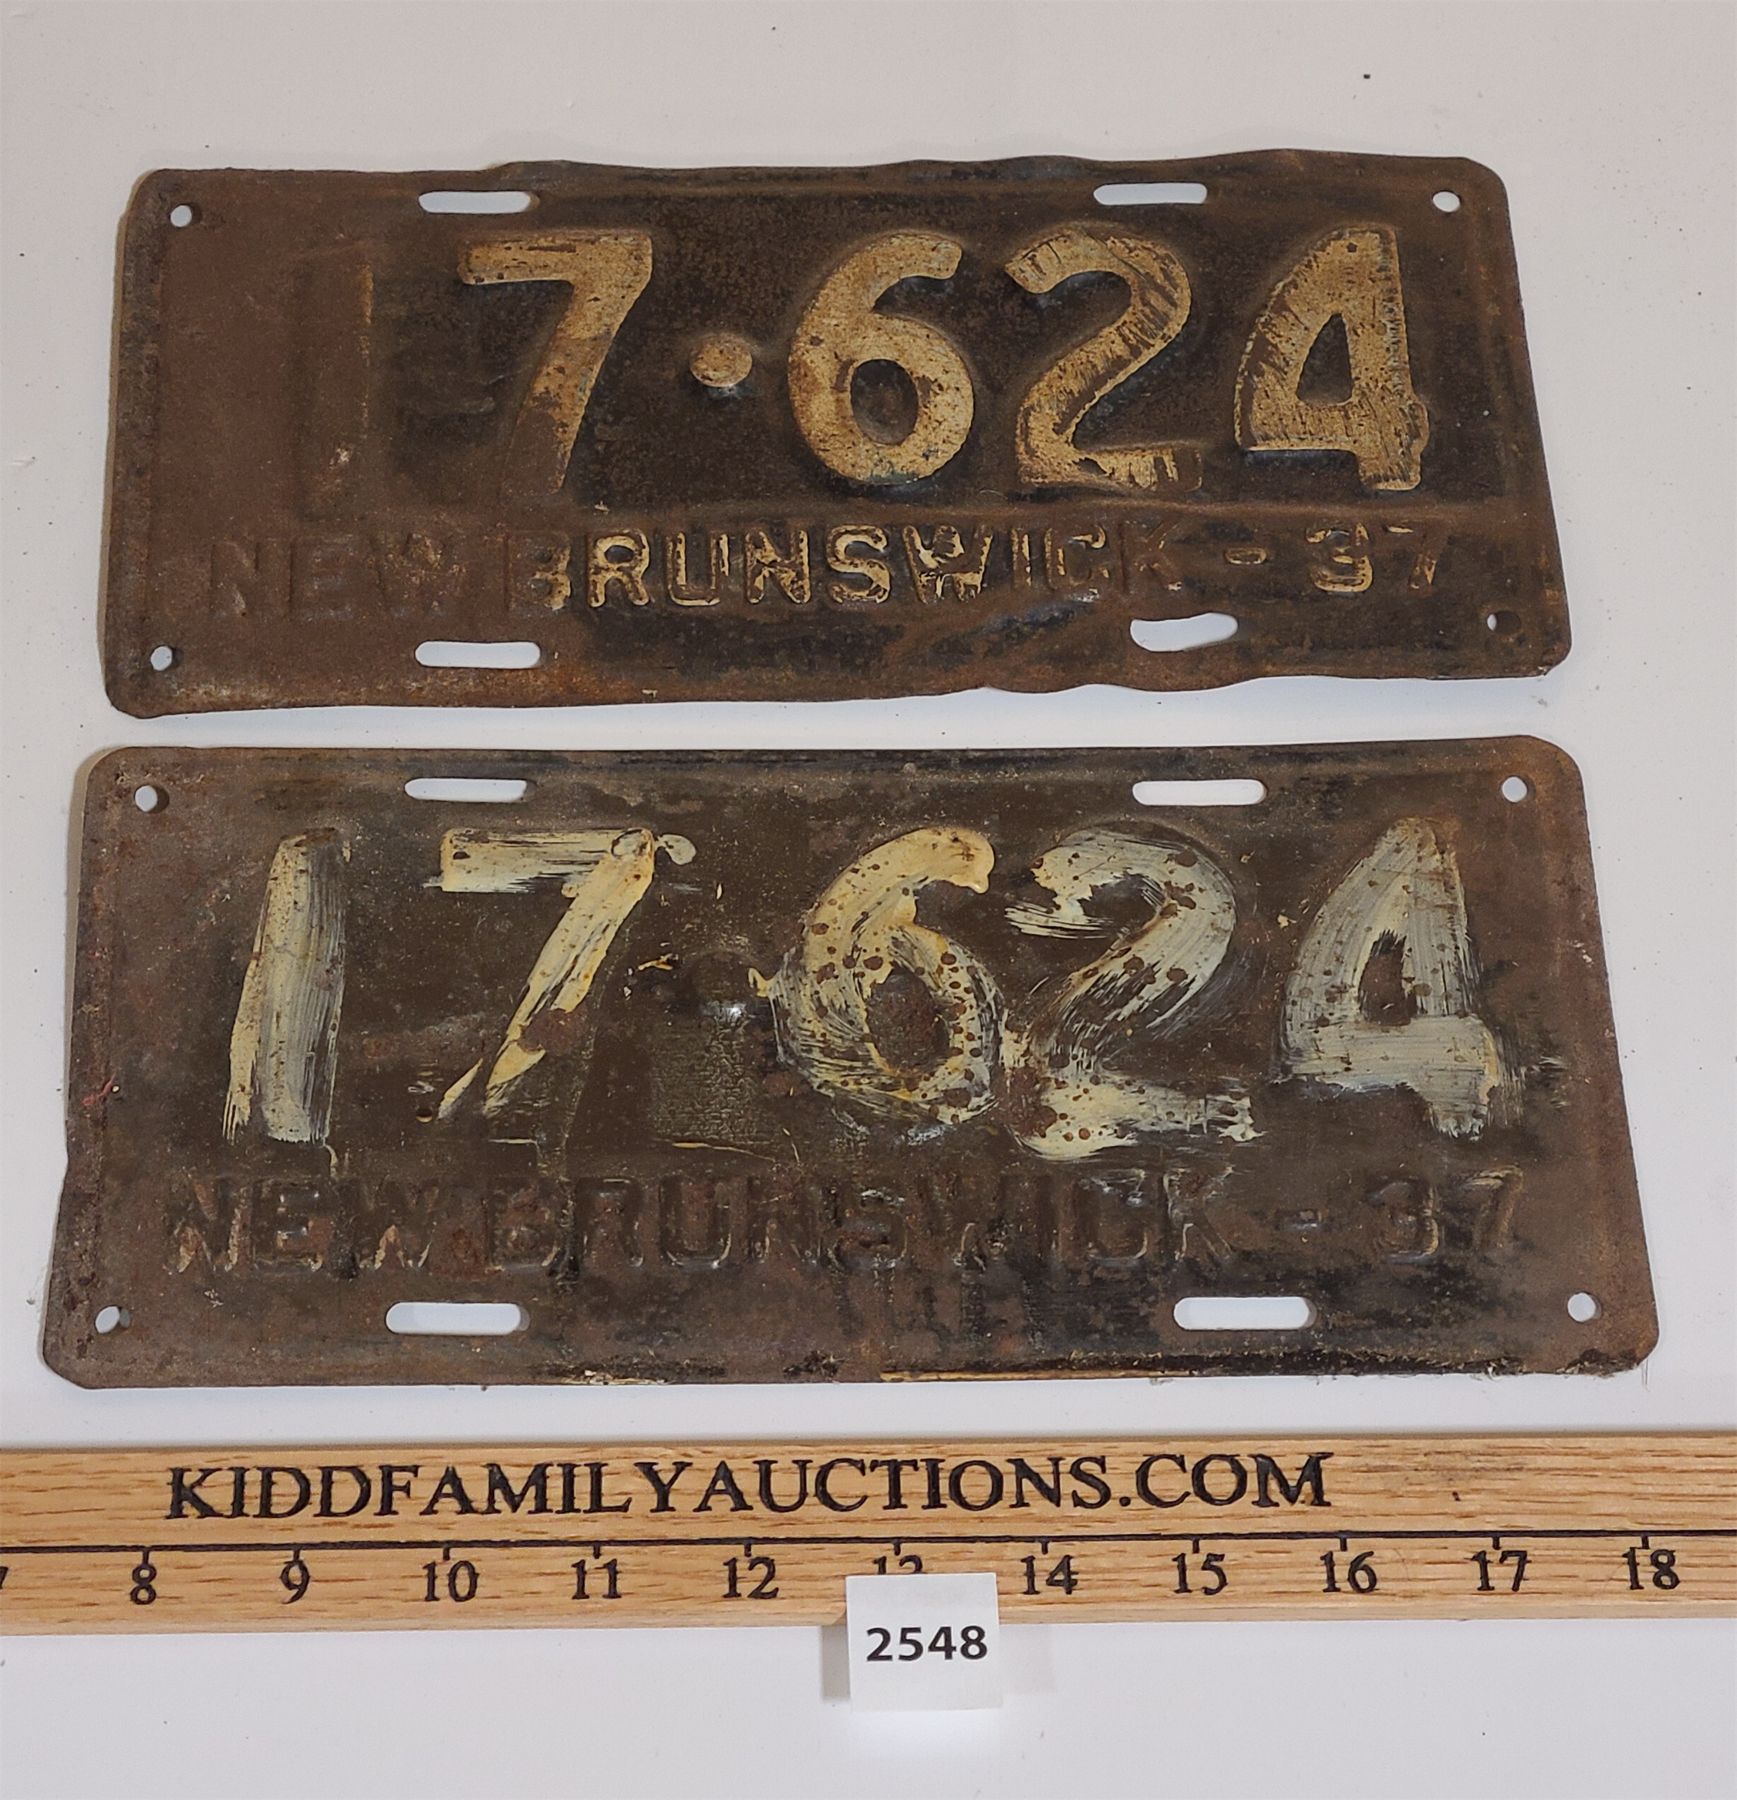 17·624
NEW BRUNSWICK - 37
17·624
NEW BRUNSWICK - 37
KIDDFAMILYAUCTIONS.COM
8 9 10 11 12 13 14 15 16 17 18
2548